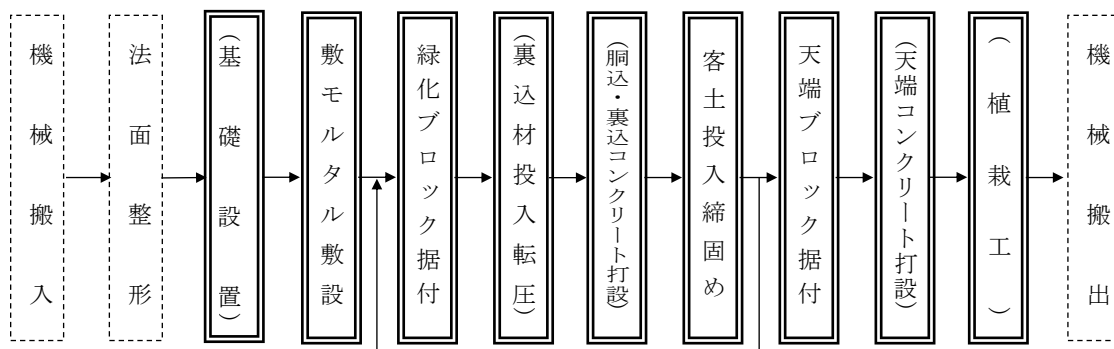 機械搬入
法面整形
(基礎設置)
敷モルタル敷設
緑化ブロック据付
(裏込材投入転圧)
(胴込・裏込コンクリート打設)
客土投入締固め
天端ブロック据付
(天端コンクリート打設)
(植栽工)
機械搬出